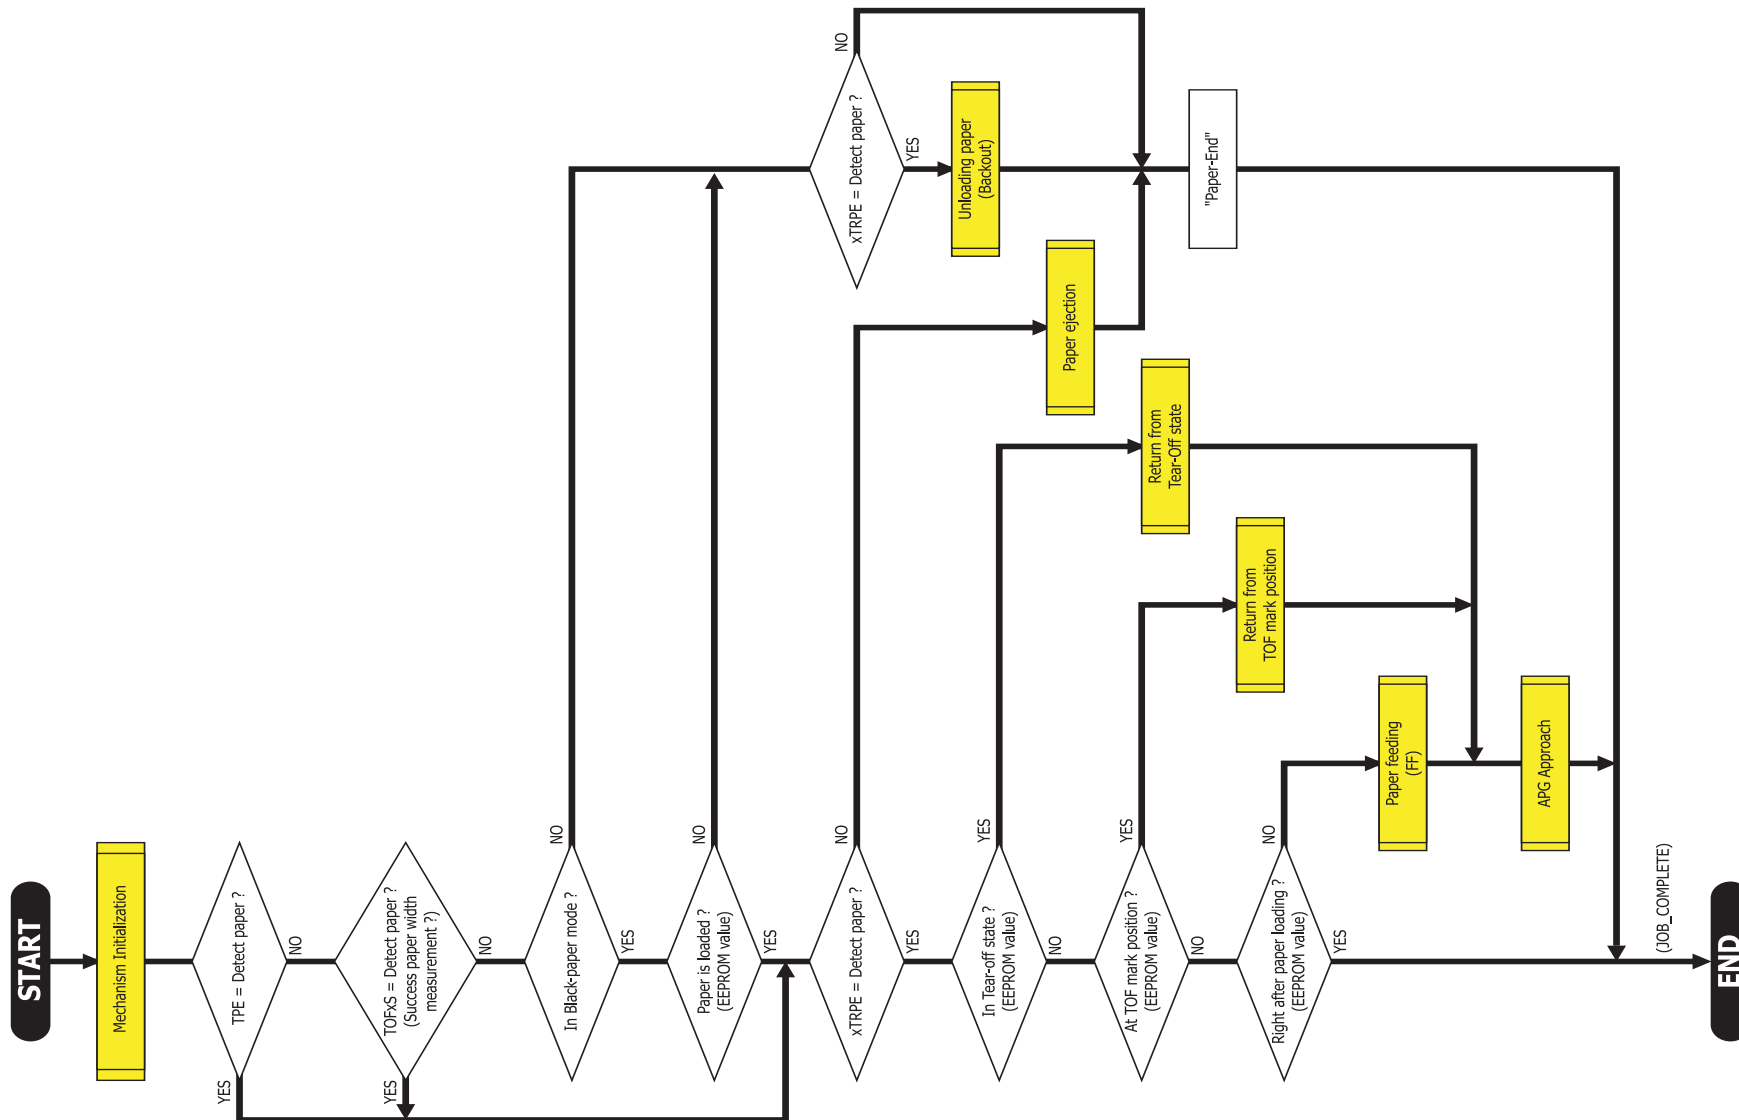 START
Mechanism Initialization
TPE = Detect paper ?
YES
NO
TOFxS = Detect paper ?
(Success paper width
measurement ?)
YES
NO
In Black-paper mode ?
NO
YES
Paper is loaded ?
(EEPROM value)
NO
YES
xTRPE = Detect paper ?
NO
YES
In Tear-off state ?
(EEPROM value)
YES
NO
At TOF mark position ?
(EEPROM value)
YES
NO
Right after paper loading ?
(EEPROM value)
NO
YES
Paper feeding
(FF)
APG Approach
Return from
TOF mark position
Return from
Tear-Off state
Paper ejection
xTRPE = Detect paper ?
NO
YES
Unloading paper
(Backout)
"Paper-End"
(JOB_COMPLETE)
END